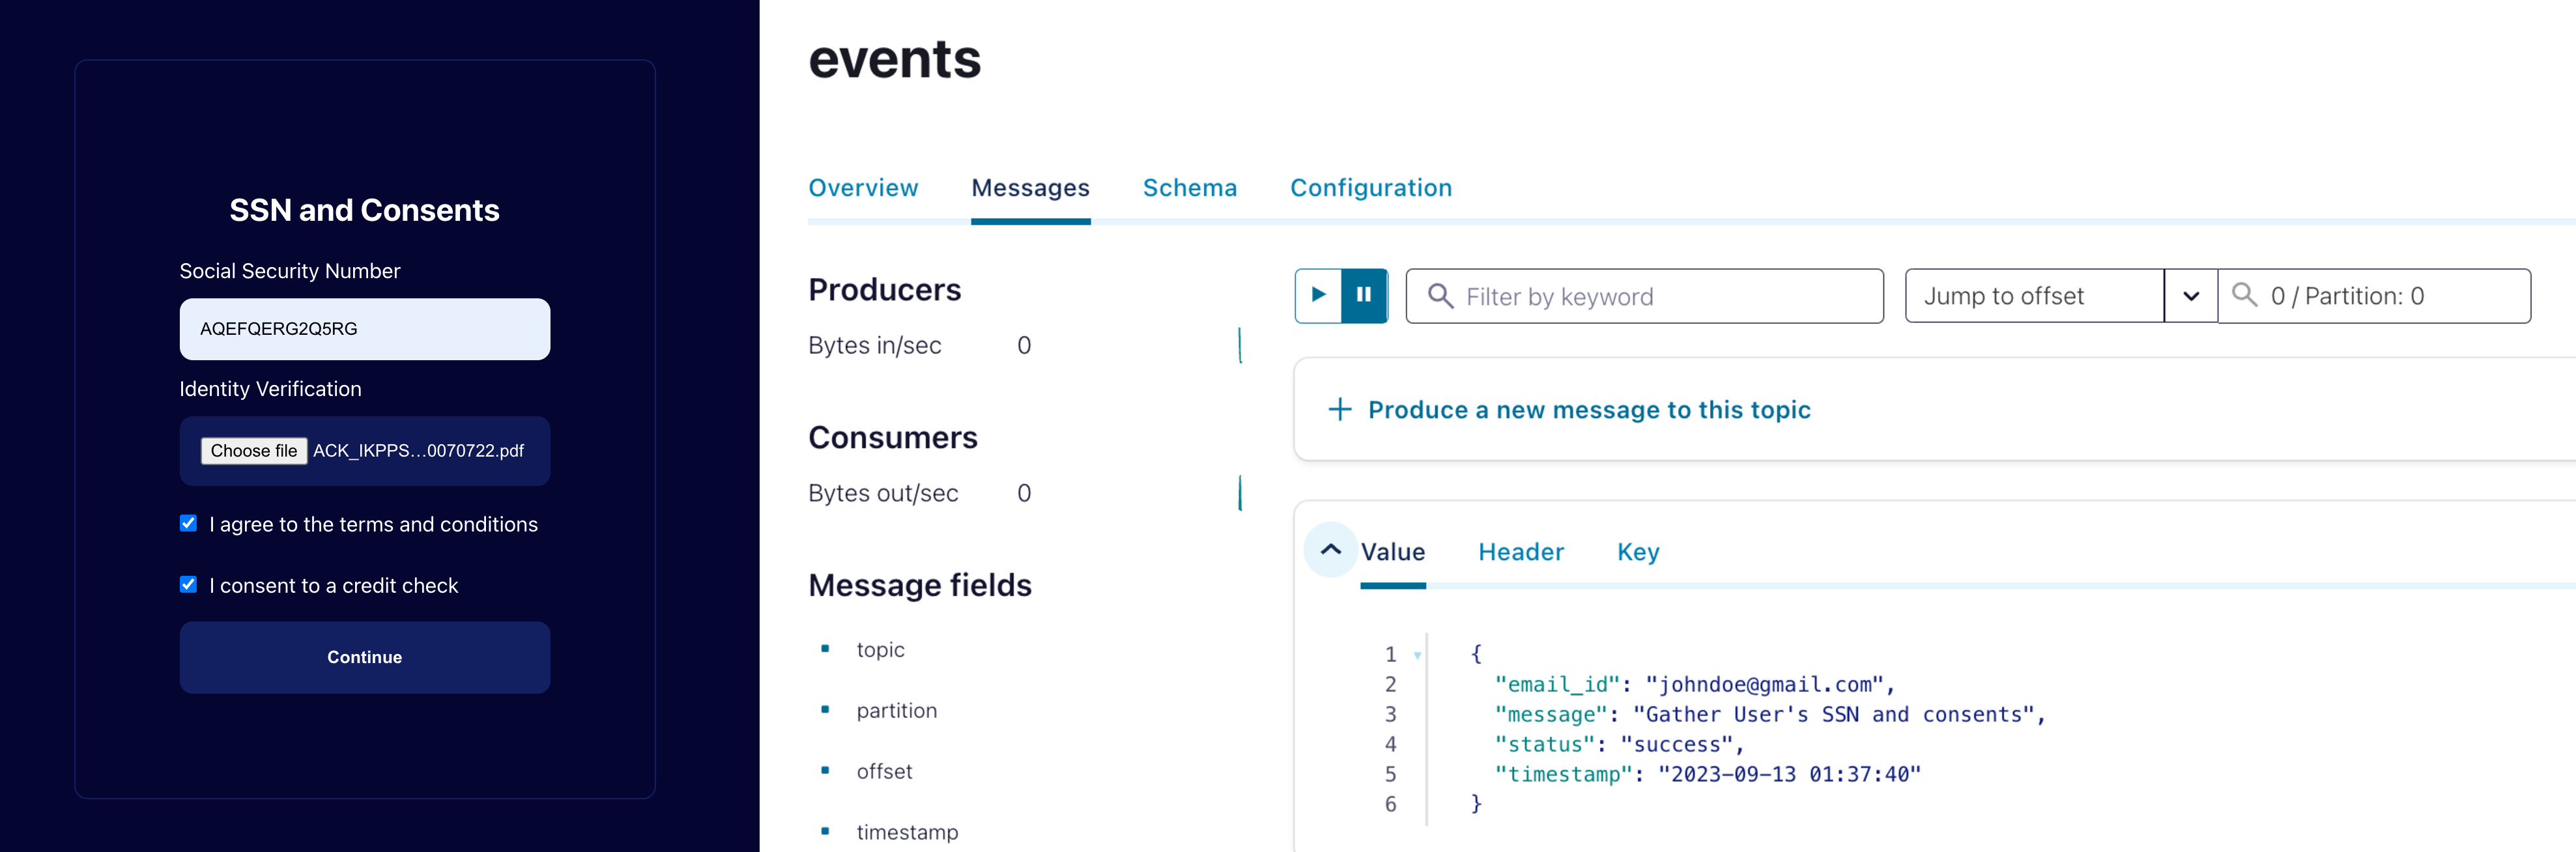 SSN and Consents
Social Security Number
AQEFQERG2Q5RG
Identity Verification
Choose file ACK_IKPPS...0070722.pdf
I agree to the terms and conditions
I consent to a credit check
Continue
events
Overview Messages Schema Configuration
Producers
Bytes in/sec 0
Consumers
Bytes out/sec 0
Message fields
topic
partition
offset
timestamp
Filter by keyword
Jump to offset
0 / Partition: 0
+ Produce a new message to this topic
Value Header Key
1 {
2 "email_id": "johndoe@gmail.com",
3 "message": "Gather User's SSN and consents",
4 "status": "success",
5 "timestamp": "2023-09-13 01:37:40"
6 }